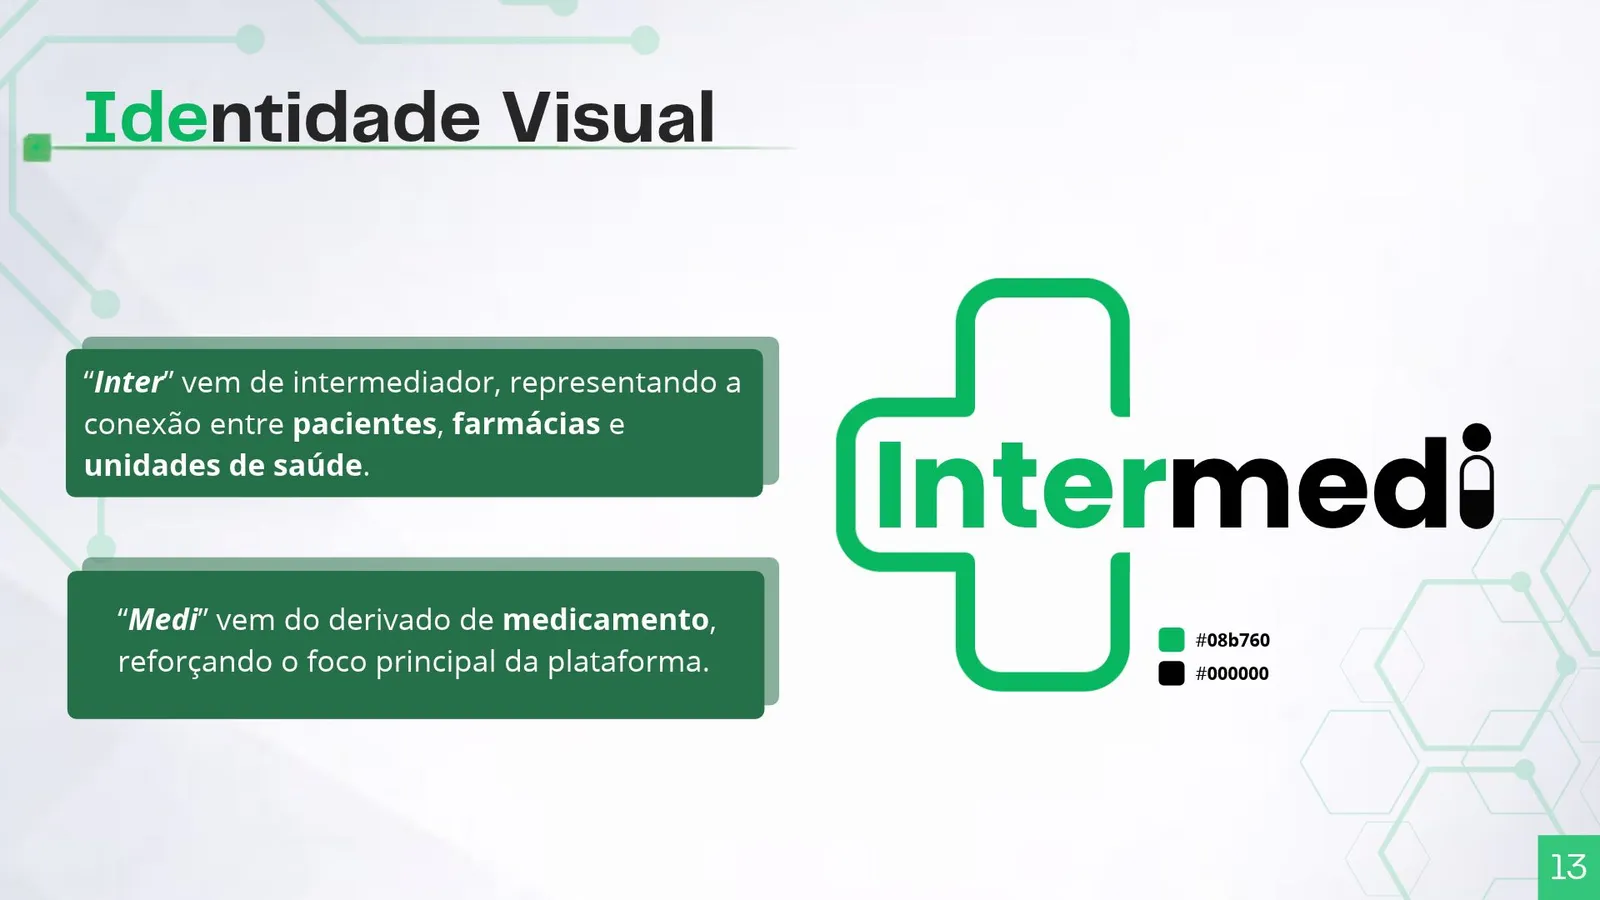 Identidade Visual
“Inter” vem de intermediador, representando a
conexão entre pacientes, farmácias e
unidades de saúde.
“Medi” vem do derivado de medicamento,
reforçando o foco principal da plataforma.
Intermedi
#08b760
#000000
13